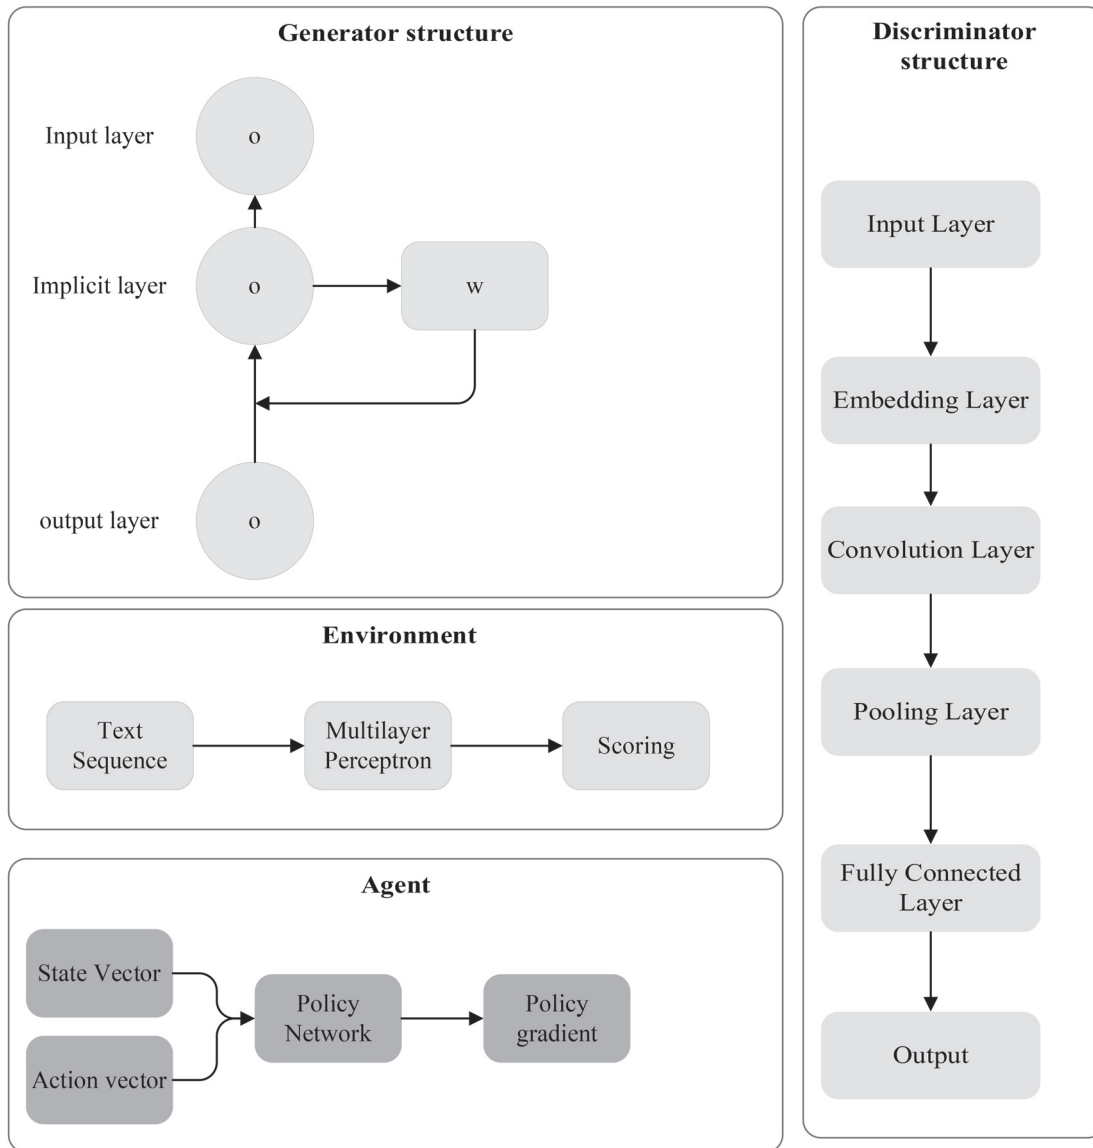 Generator structure
Input layer
o
Implicit layer
o
w
output layer
o
Environment
Text
Sequence
Multilayer
Perceptron
Scoring
Agent
State Vector
Action vector
Policy
Network
Policy
gradient
Discriminator
structure
Input Layer
Embedding Layer
Convolution Layer
Pooling Layer
Fully Connected
Layer
Output